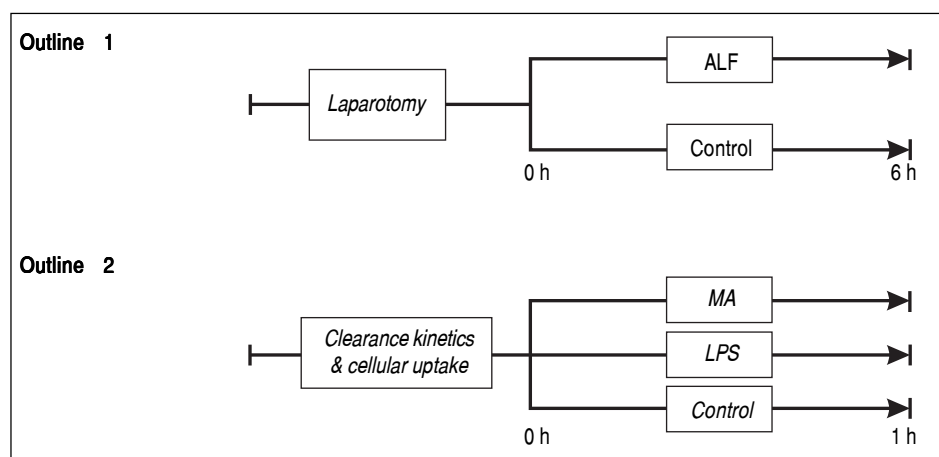 Outline 1
ALF
Laparotomy
Control
0 h
6 h
Outline 2
MA
Clearance kinetics
& cellular uptake
LPS
Control
0 h
1 h